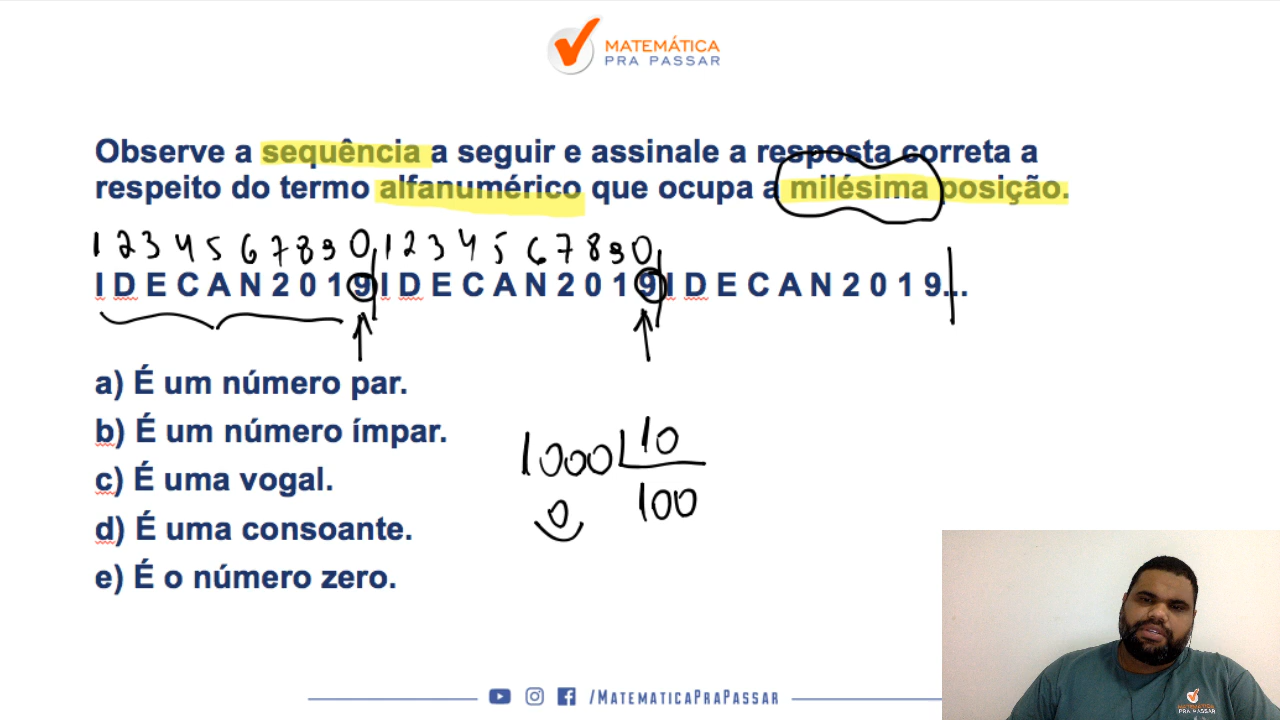 MATEMÁTICA
PRA PASSAR
Observe a sequência a seguir e assinale a resposta correta a
respeito do termo alfanumérico que ocupa a milésima posição.
1 2 3 4 5 6 7 8 9 0 1 2 3 4 5 6 7 8 9 0
I D E C A N 2 0 1 9 I D E C A N 2 0 1 9 I D E C A N 2 0 1 9...
a) É um número par.
b) É um número ímpar.
c) É uma vogal.
d) É uma consoante.
e) É o número zero.
1000 10
0 100
MATEMÁTICA
PRA PASSAR
/MATEMATICAPRAPASSAR